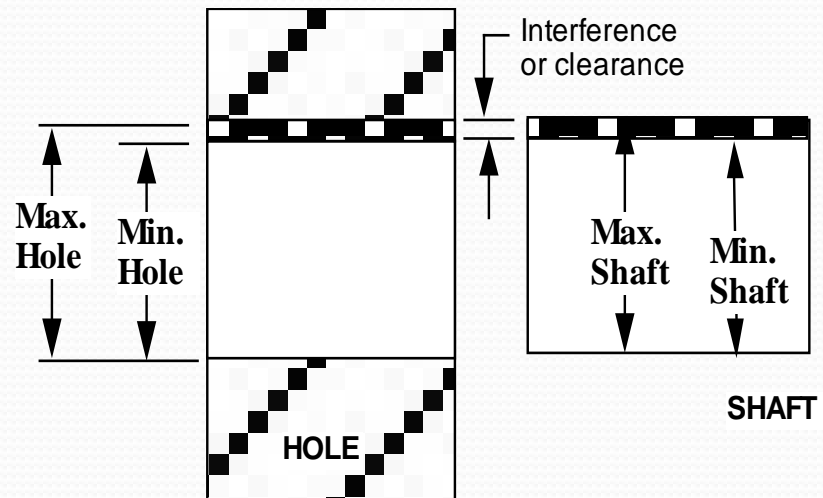 Interference
or clearance
Max.
Hole
Min.
Hole
Max.
Shaft
Min.
Shaft
SHAFT
HOLE